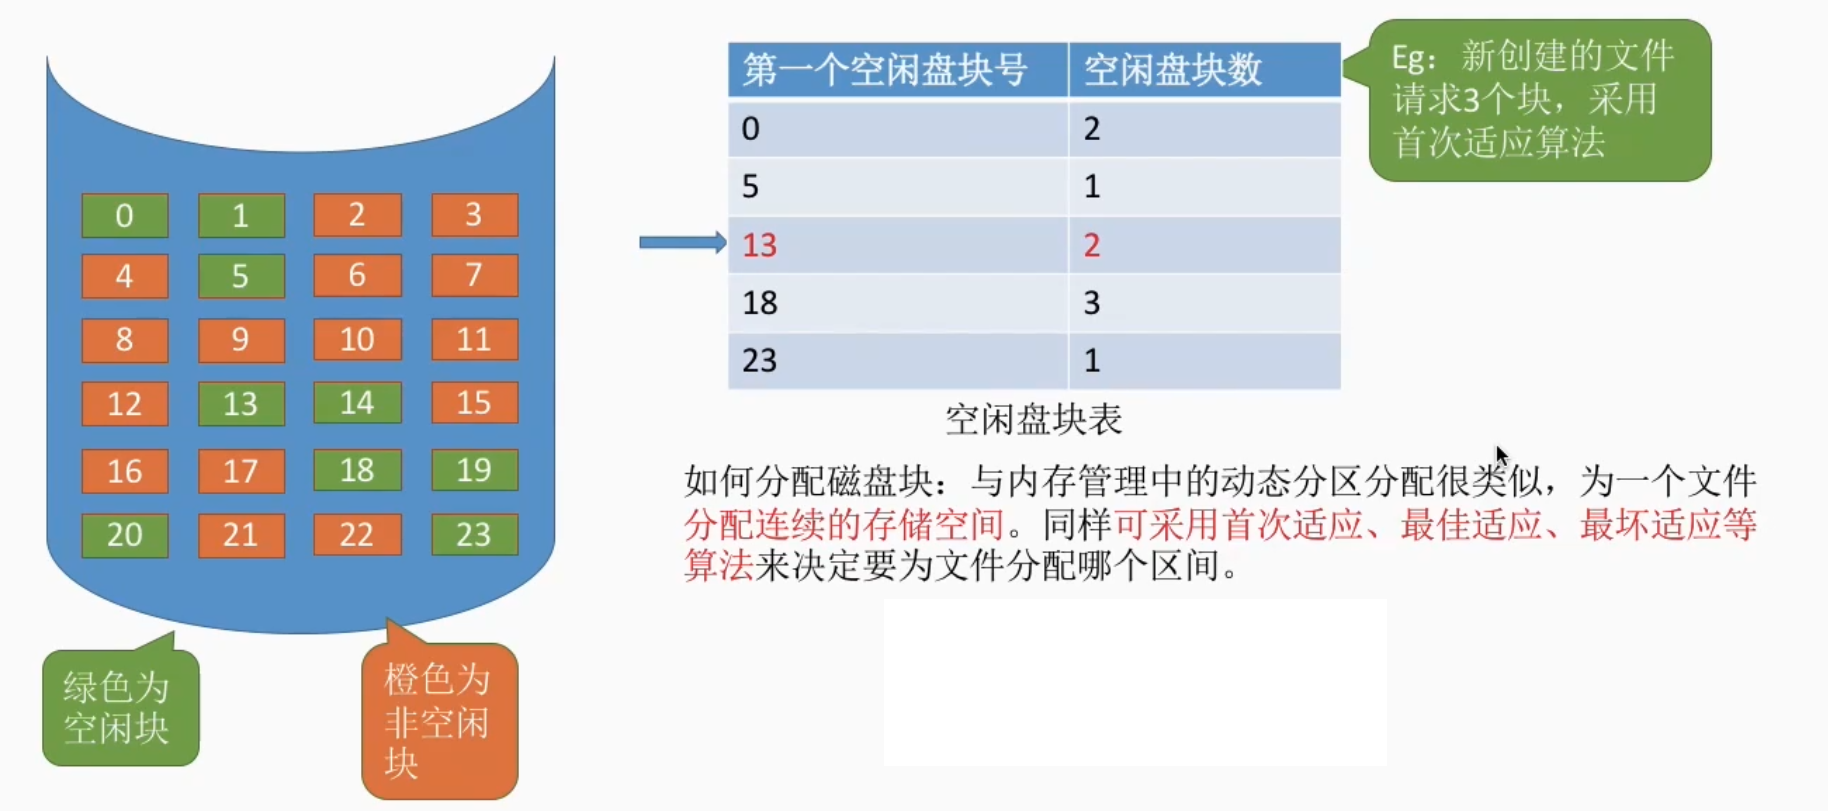 第一个空闲盘块号 空闲盘块数
0 2
5 1
13 2
18 3
23 1
空闲盘块表
Eg：新创建的文件
请求3个块，采用
首次适应算法
0 1 2 3
4 5 6 7
8 9 10 11
12 13 14 15
16 17 18 19
20 21 22 23
绿色为
空闲块
橙色为
非空闲
块
如何分配磁盘块：与内存管理中的动态分区分配很类似，为一个文件
分配连续的存储空间。同样可采用首次适应、最佳适应、最坏适应等
算法来决定要为文件分配哪个区间。